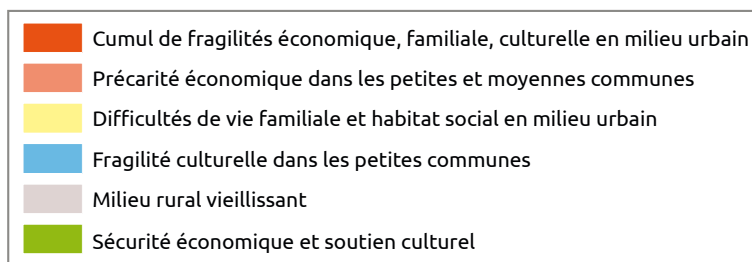 Cumul de fragilités économique, familiale, culturelle en milieu urbain
Précarité économique dans les petites et moyennes communes
Difficultés de vie familiale et habitat social en milieu urbain
Fragilité culturelle dans les petites communes
Milieu rural vieillissant
Sécurité économique et soutien culturel